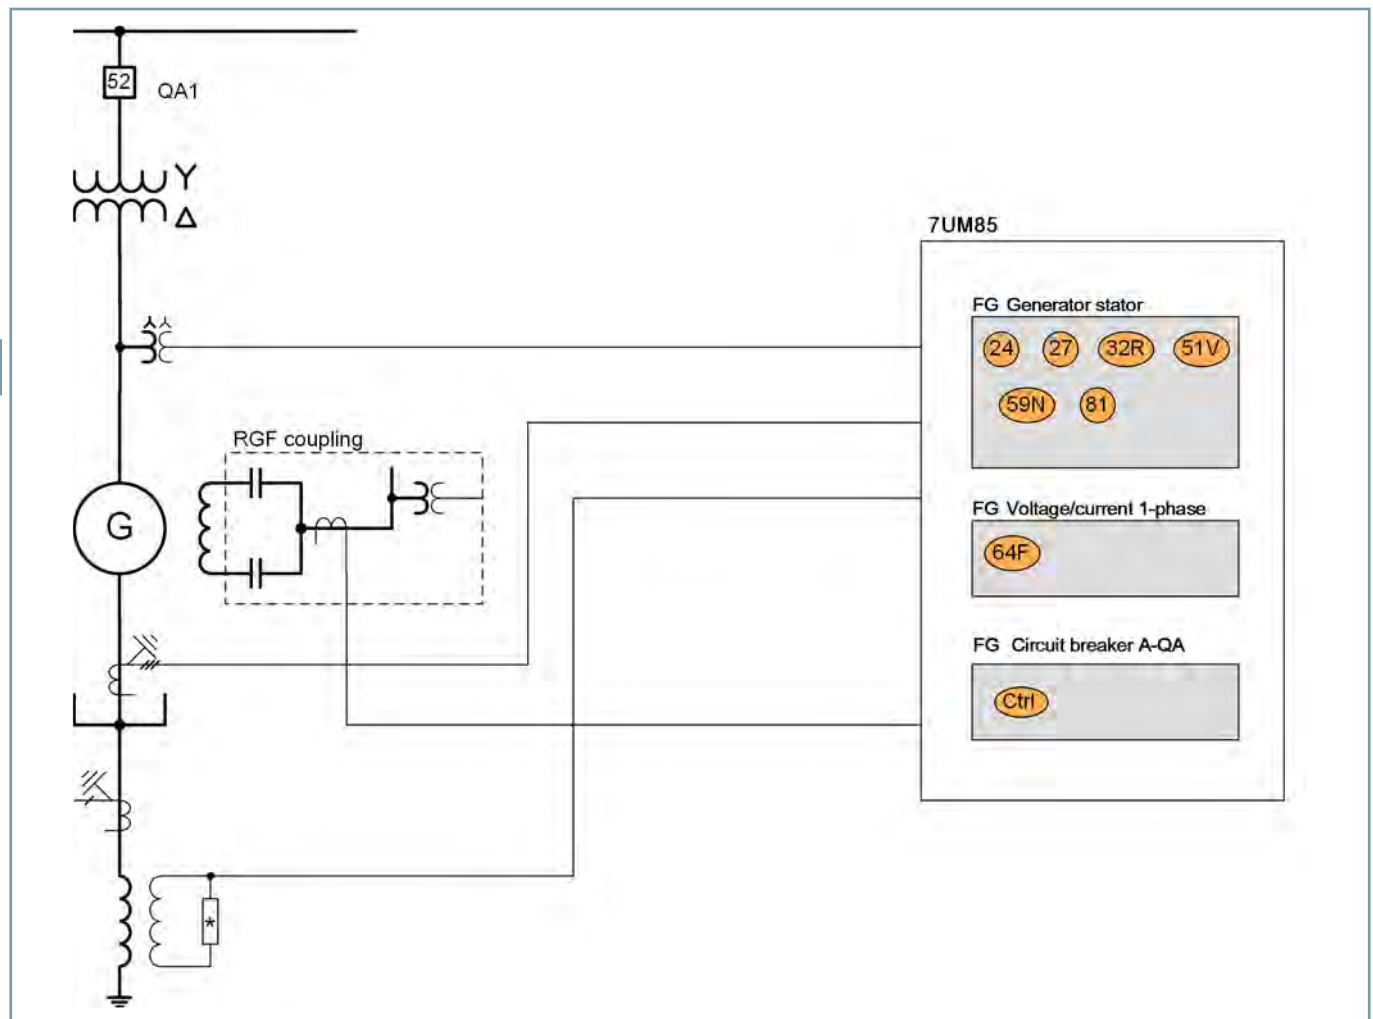 52
QA1
Y
Δ
7UM85
FG Generator stator
24 27 32R 51V
59N 81
RGF coupling
G
FG Voltage/current 1-phase
64F
FG Circuit breaker A-QA
Ctrl
*